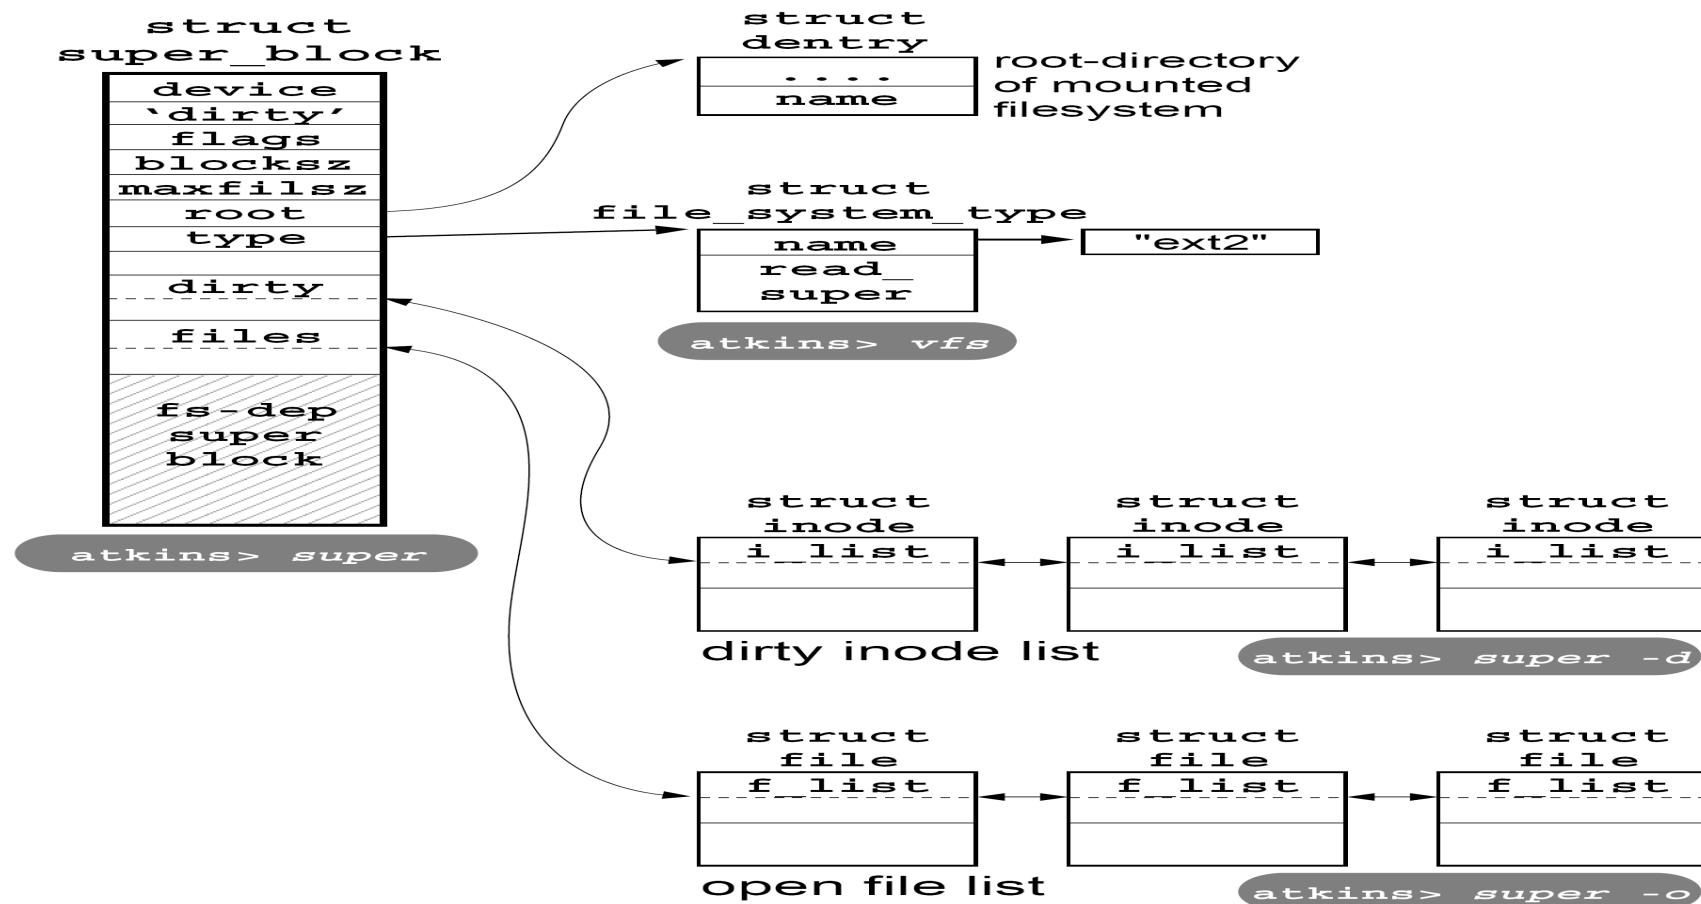 struct
super_block
device
‘dirty’
flags
blocksz
maxfilsz
root
type
dirty
files
fs-dep
super
block
atkins> super
struct
dentry
....
name
root-directory
of mounted
filesystem
struct
file_system_type
name
read_
super
"ext2"
atkins> vfs
struct
inode
i_list
struct
inode
i_list
struct
inode
i_list
dirty inode list
atkins> super -d
struct
file
f_list
struct
file
f_list
struct
file
f_list
open file list
atkins> super -o